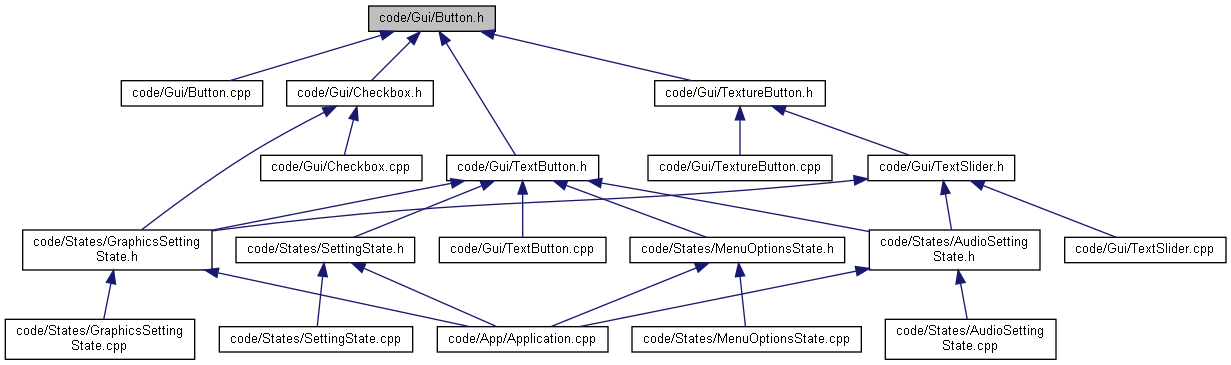 code/Gui/Button.h
code/Gui/Button.cpp
code/Gui/Checkbox.h
code/Gui/TextureButton.h
code/Gui/Checkbox.cpp
code/Gui/TextButton.h
code/Gui/TextureButton.cpp
code/Gui/TextSlider.h
code/States/GraphicsSetting
State.h
code/States/SettingState.h
code/Gui/TextButton.cpp
code/States/MenuOptionsState.h
code/States/AudioSetting
State.h
code/Gui/TextSlider.cpp
code/States/GraphicsSetting
State.cpp
code/States/SettingState.cpp
code/App/Application.cpp
code/States/MenuOptionsState.cpp
code/States/AudioSetting
State.cpp